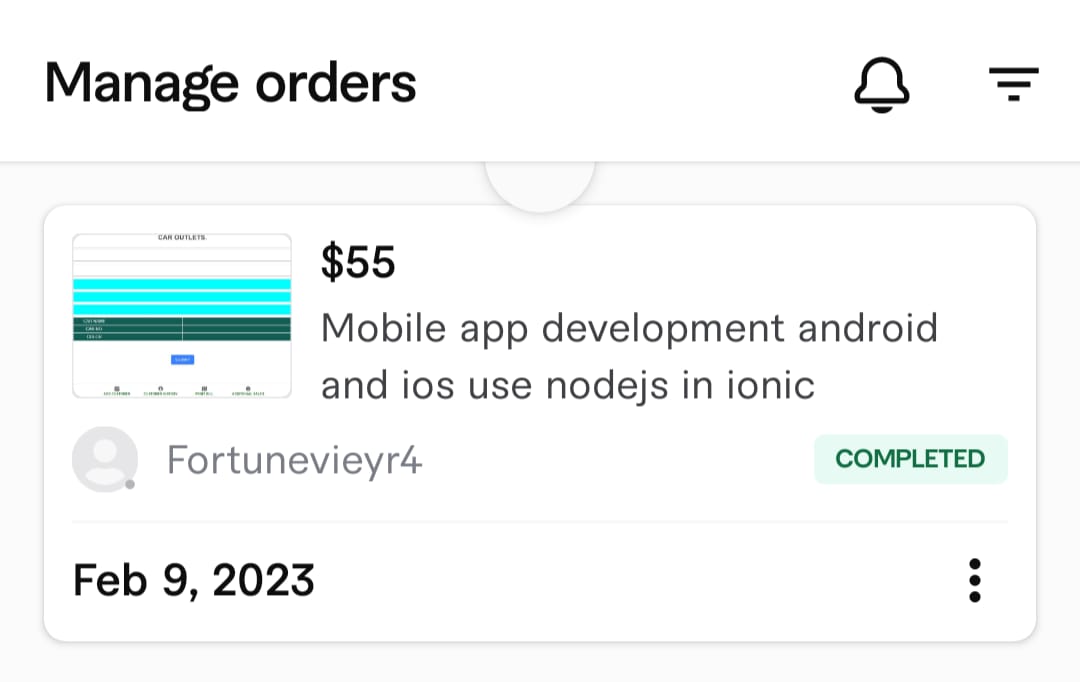 Manage orders
CAR OUTLETS.
$55
Mobile app development android
and ios use nodejs in ionic
Fortunevieyr4
COMPLETED
Feb 9, 2023